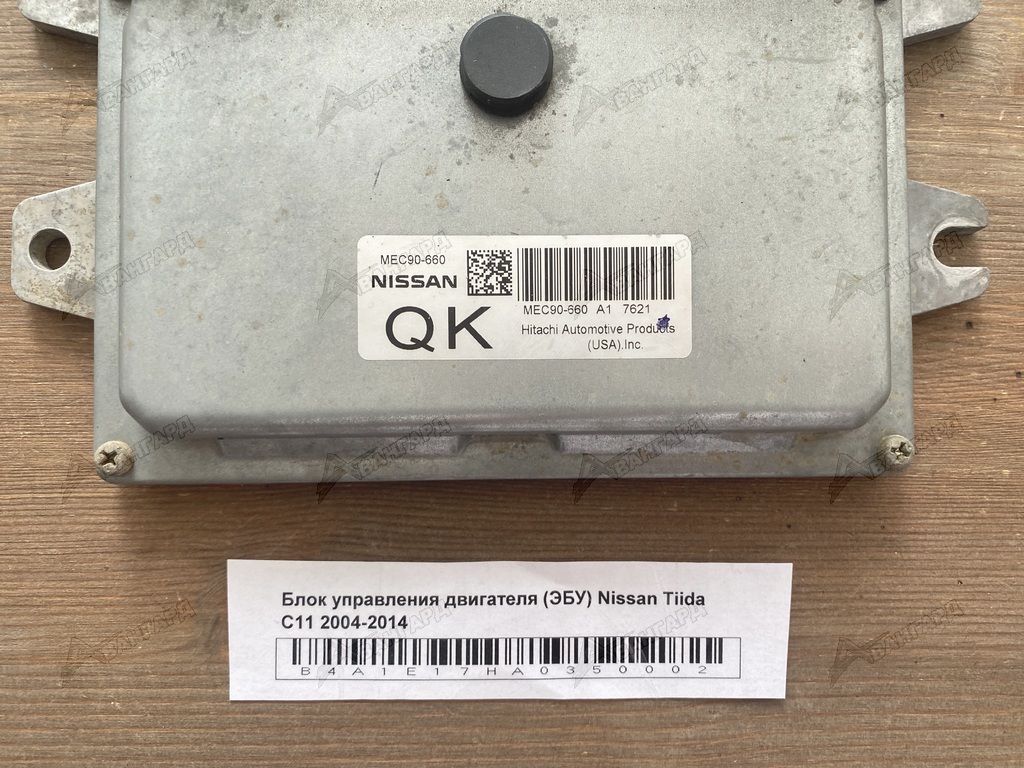 MEC90-660
NISSAN
QK
MEC90-660 A1 7621
Hitachi Automotive Products
(USA).Inc.
Блок управления двигателя (ЭБУ) Nissan Tiida
C11 2004-2014
B4A1E17HA0350002
АВАНГАРД